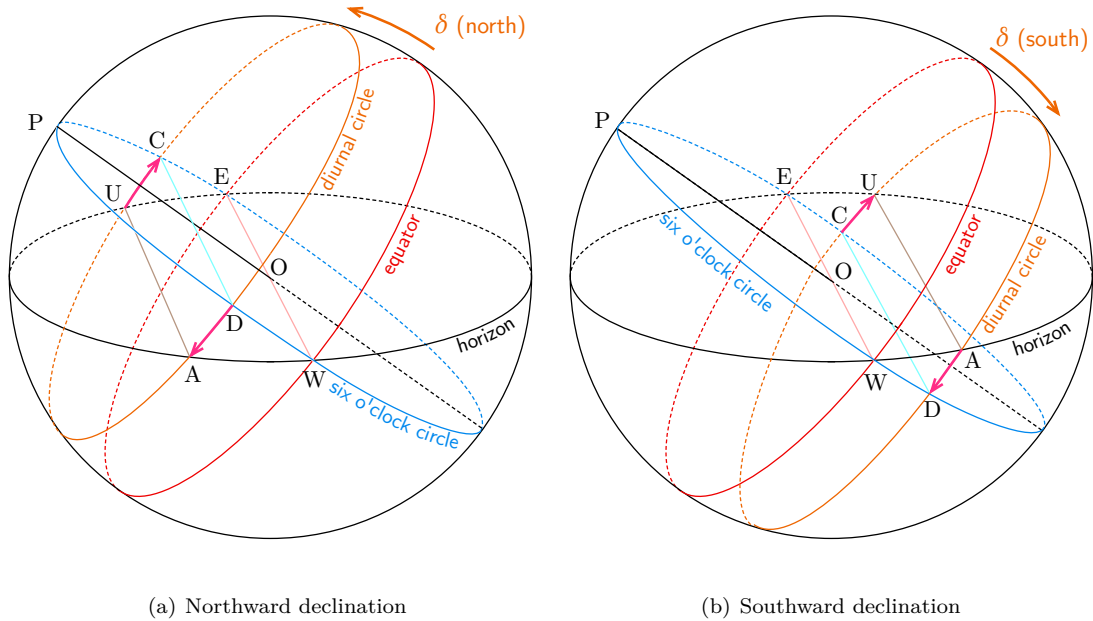 δ (north)
P
C
U
E
diurnal circle
equator
O
D
horizon
A
W
six o'clock circle
(a) Northward declination
δ (south)
P
E
U
C
six o'clock circle
equator
O
diurnal circle
horizon
W
A
D
(b) Southward declination